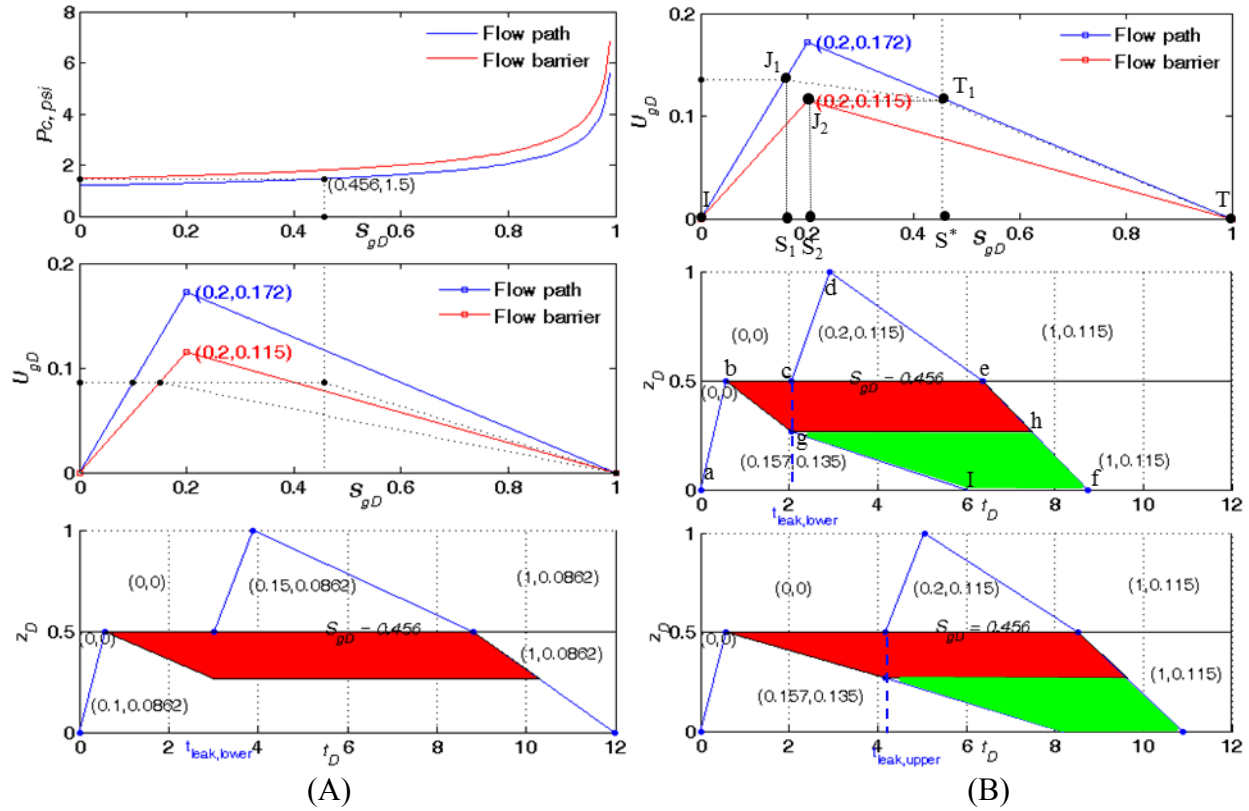 8
6
4
2
0
Pc, psi
Flow path
Flow barrier
(0.456,1.5)
0 0.2 0.4 0.6 0.8 1
S_gD
0.2
0.1
0
U_gD
Flow path
Flow barrier
(0.2,0.172)
(0.2,0.115)
0 0.2 0.4 0.6 0.8 1
S_gD
1
0.5
0
z_D
(0,0)
(0.15,0.0862)
(1,0.0862)
S_gD = 0.456
(0,0)
(1,0.0862)
(0.1,0.0862)
0 2 4 6 8 10 12
t_leak,lower
t_D
(A)
0.2
0.1
0
U_gD
Flow path
Flow barrier
(0.2,0.172)
J_1
T_1
(0.2,0.115)
J_2
I
T
0 0.2 0.4 0.6 0.8 1
S_1 S_2 S* S_gD
1
0.5
0
z_D
d
(0,0)
(0.2,0.115)
(1,0.115)
b c e
S_gD = 0.456
(0,0)
g h
(0.157,0.135)
(1,0.115)
a I f
0 2 4 6 8 10 12
t_D
t_leak,lower
1
0.5
0
z_D
(0,0)
(0.2,0.115)
(1,0.115)
S_gD = 0.456
(0,0)
(0.157,0.135)
(1,0.115)
0 2 4 6 8 10 12
t_D
t_leak,upper
(B)